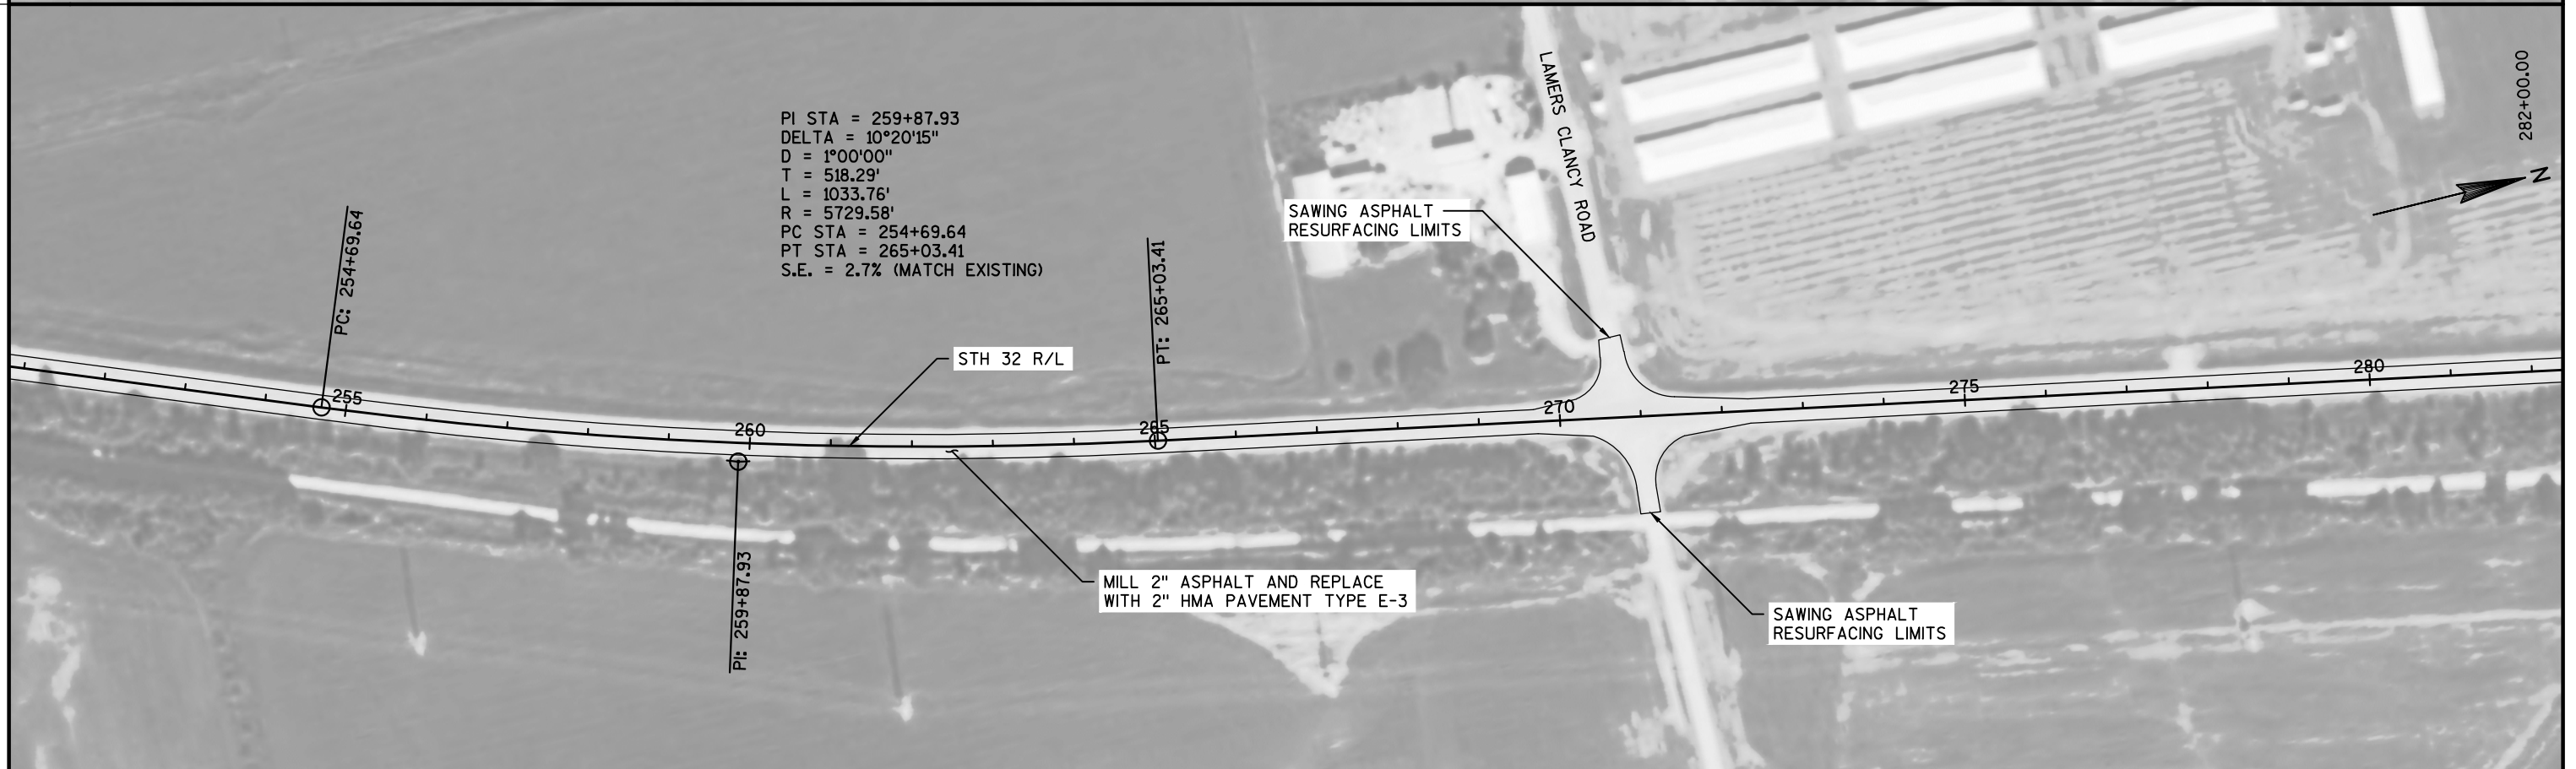 PI STA = 259+87.93
DELTA = 10°20'15"
D = 1°00'00"
T = 518.29'
L = 1033.76'
R = 5729.58'
PC STA = 254+69.64
PT STA = 265+03.41
S.E. = 2.7% (MATCH EXISTING)
LAMERS CLANCY ROAD
282+00.00
N
SAWING ASPHALT
RESURFACING LIMITS
PC: 254+69.64
PT: 265+03.41
STH 32 R/L
255
260
265
270
275
280
PI: 259+87.93
MILL 2" ASPHALT AND REPLACE
WITH 2" HMA PAVEMENT TYPE E-3
SAWING ASPHALT
RESURFACING LIMITS